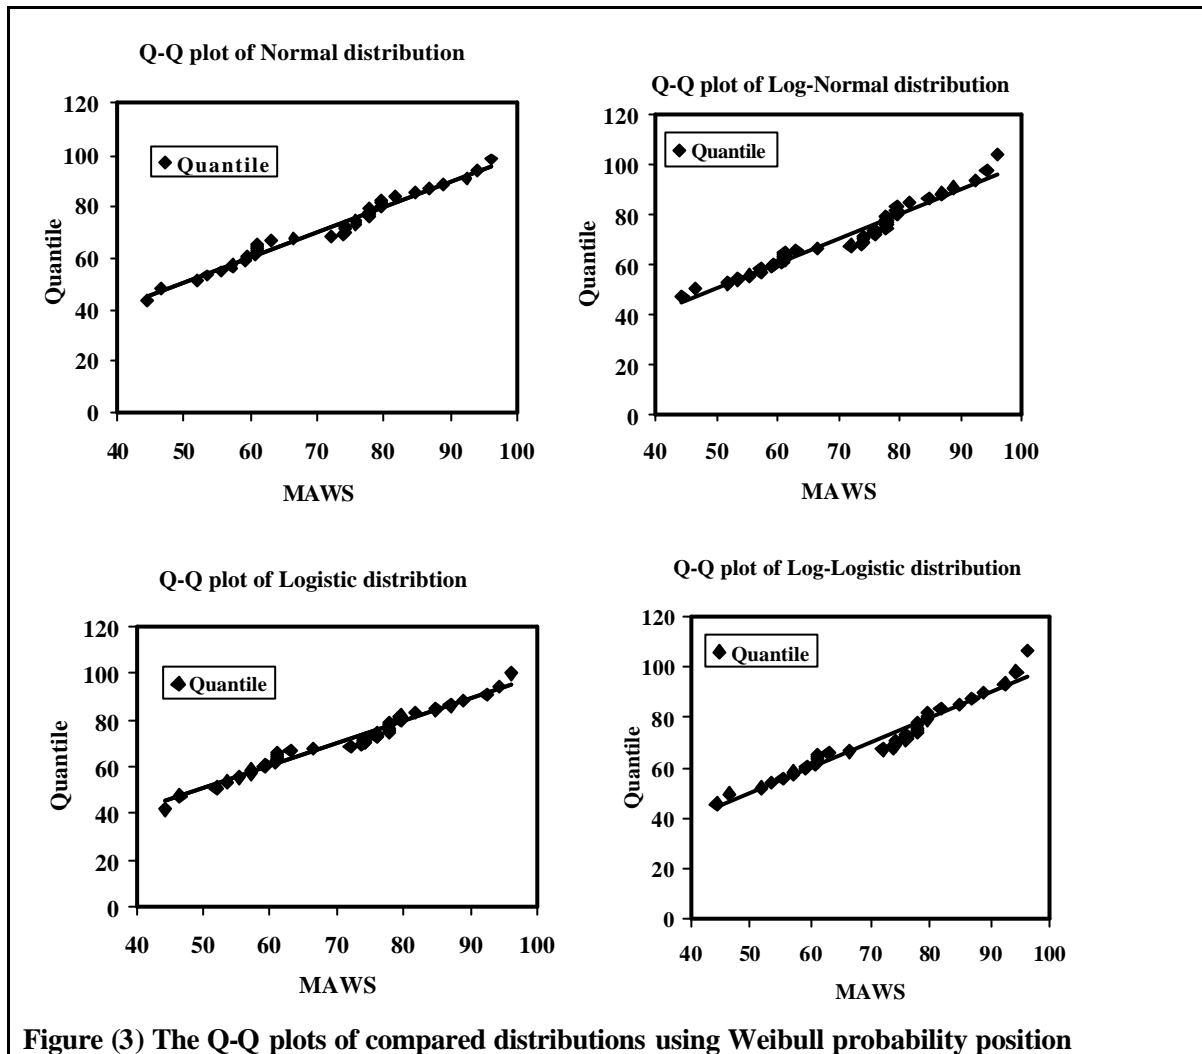 Q-Q plot of Normal distribution
120
100
80
60
40
20
0
Quantile
Quantile
40 50 60 70 80 90 100
MAWS
Q-Q plot of Log-Normal distribution
120
100
80
60
40
20
0
Quantile
Quantile
40 50 60 70 80 90 100
MAWS
Q-Q plot of Logistic distribtion
120
100
80
60
40
20
0
Quantile
Quantile
40 50 60 70 80 90 100
MAWS
Q-Q plot of Log-Logistic distribution
120
100
80
60
40
20
0
Quantile
Quantile
40 50 60 70 80 90 100
MAWS
Figure (3) The Q-Q plots of compared distributions using Weibull probability position